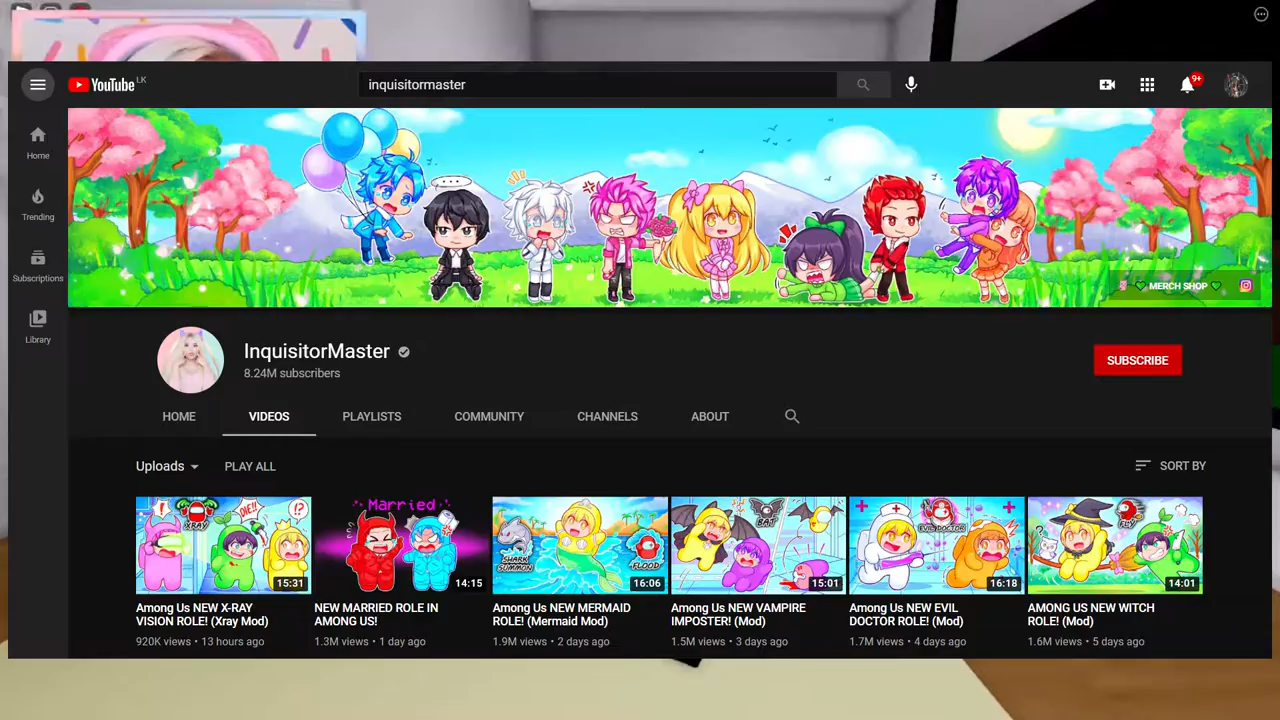 YouTube LK
inquisitormaster
9+
Home
Trending
Subscriptions
Library
MERCH SHOP
InquisitorMaster
8.24M subscribers
SUBSCRIBE
HOME VIDEOS PLAYLISTS COMMUNITY CHANNELS ABOUT
Uploads PLAY ALL SORT BY
XRAY
DIE!!
!?
15:31
Among Us NEW X-RAY
VISION ROLE! (Xray Mod)
920K views • 13 hours ago
Married
14:15
NEW MARRIED ROLE IN
AMONG US!
1.3M views • 1 day ago
SHARK
SUMMON
FLOOD
16:06
Among Us NEW MERMAID
ROLE! (Mermaid Mod)
1.9M views • 2 days ago
BAT
15:01
Among Us NEW VAMPIRE
IMPOSTER! (Mod)
1.5M views • 3 days ago
EVIL DOCTOR
16:18
Among Us NEW EVIL
DOCTOR ROLE! (Mod)
1.7M views • 4 days ago
FLY
14:01
AMONG US NEW WITCH
ROLE! (Mod)
1.6M views • 5 days ago